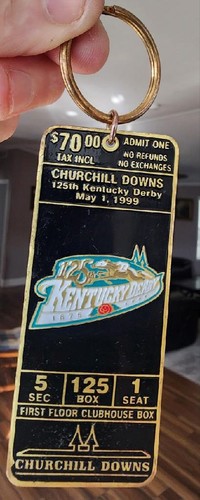 $70.00 ADMIT ONE
TAX INCL. NO REFUNDS
NO EXCHANGES
CHURCHILL DOWNS
125th Kentucky Derby
May 1, 1999
125
KENTUCKY DERBY
1875
5 125 1
SEC BOX SEAT
FIRST FLOOR CLUBHOUSE BOX
CHURCHILL DOWNS